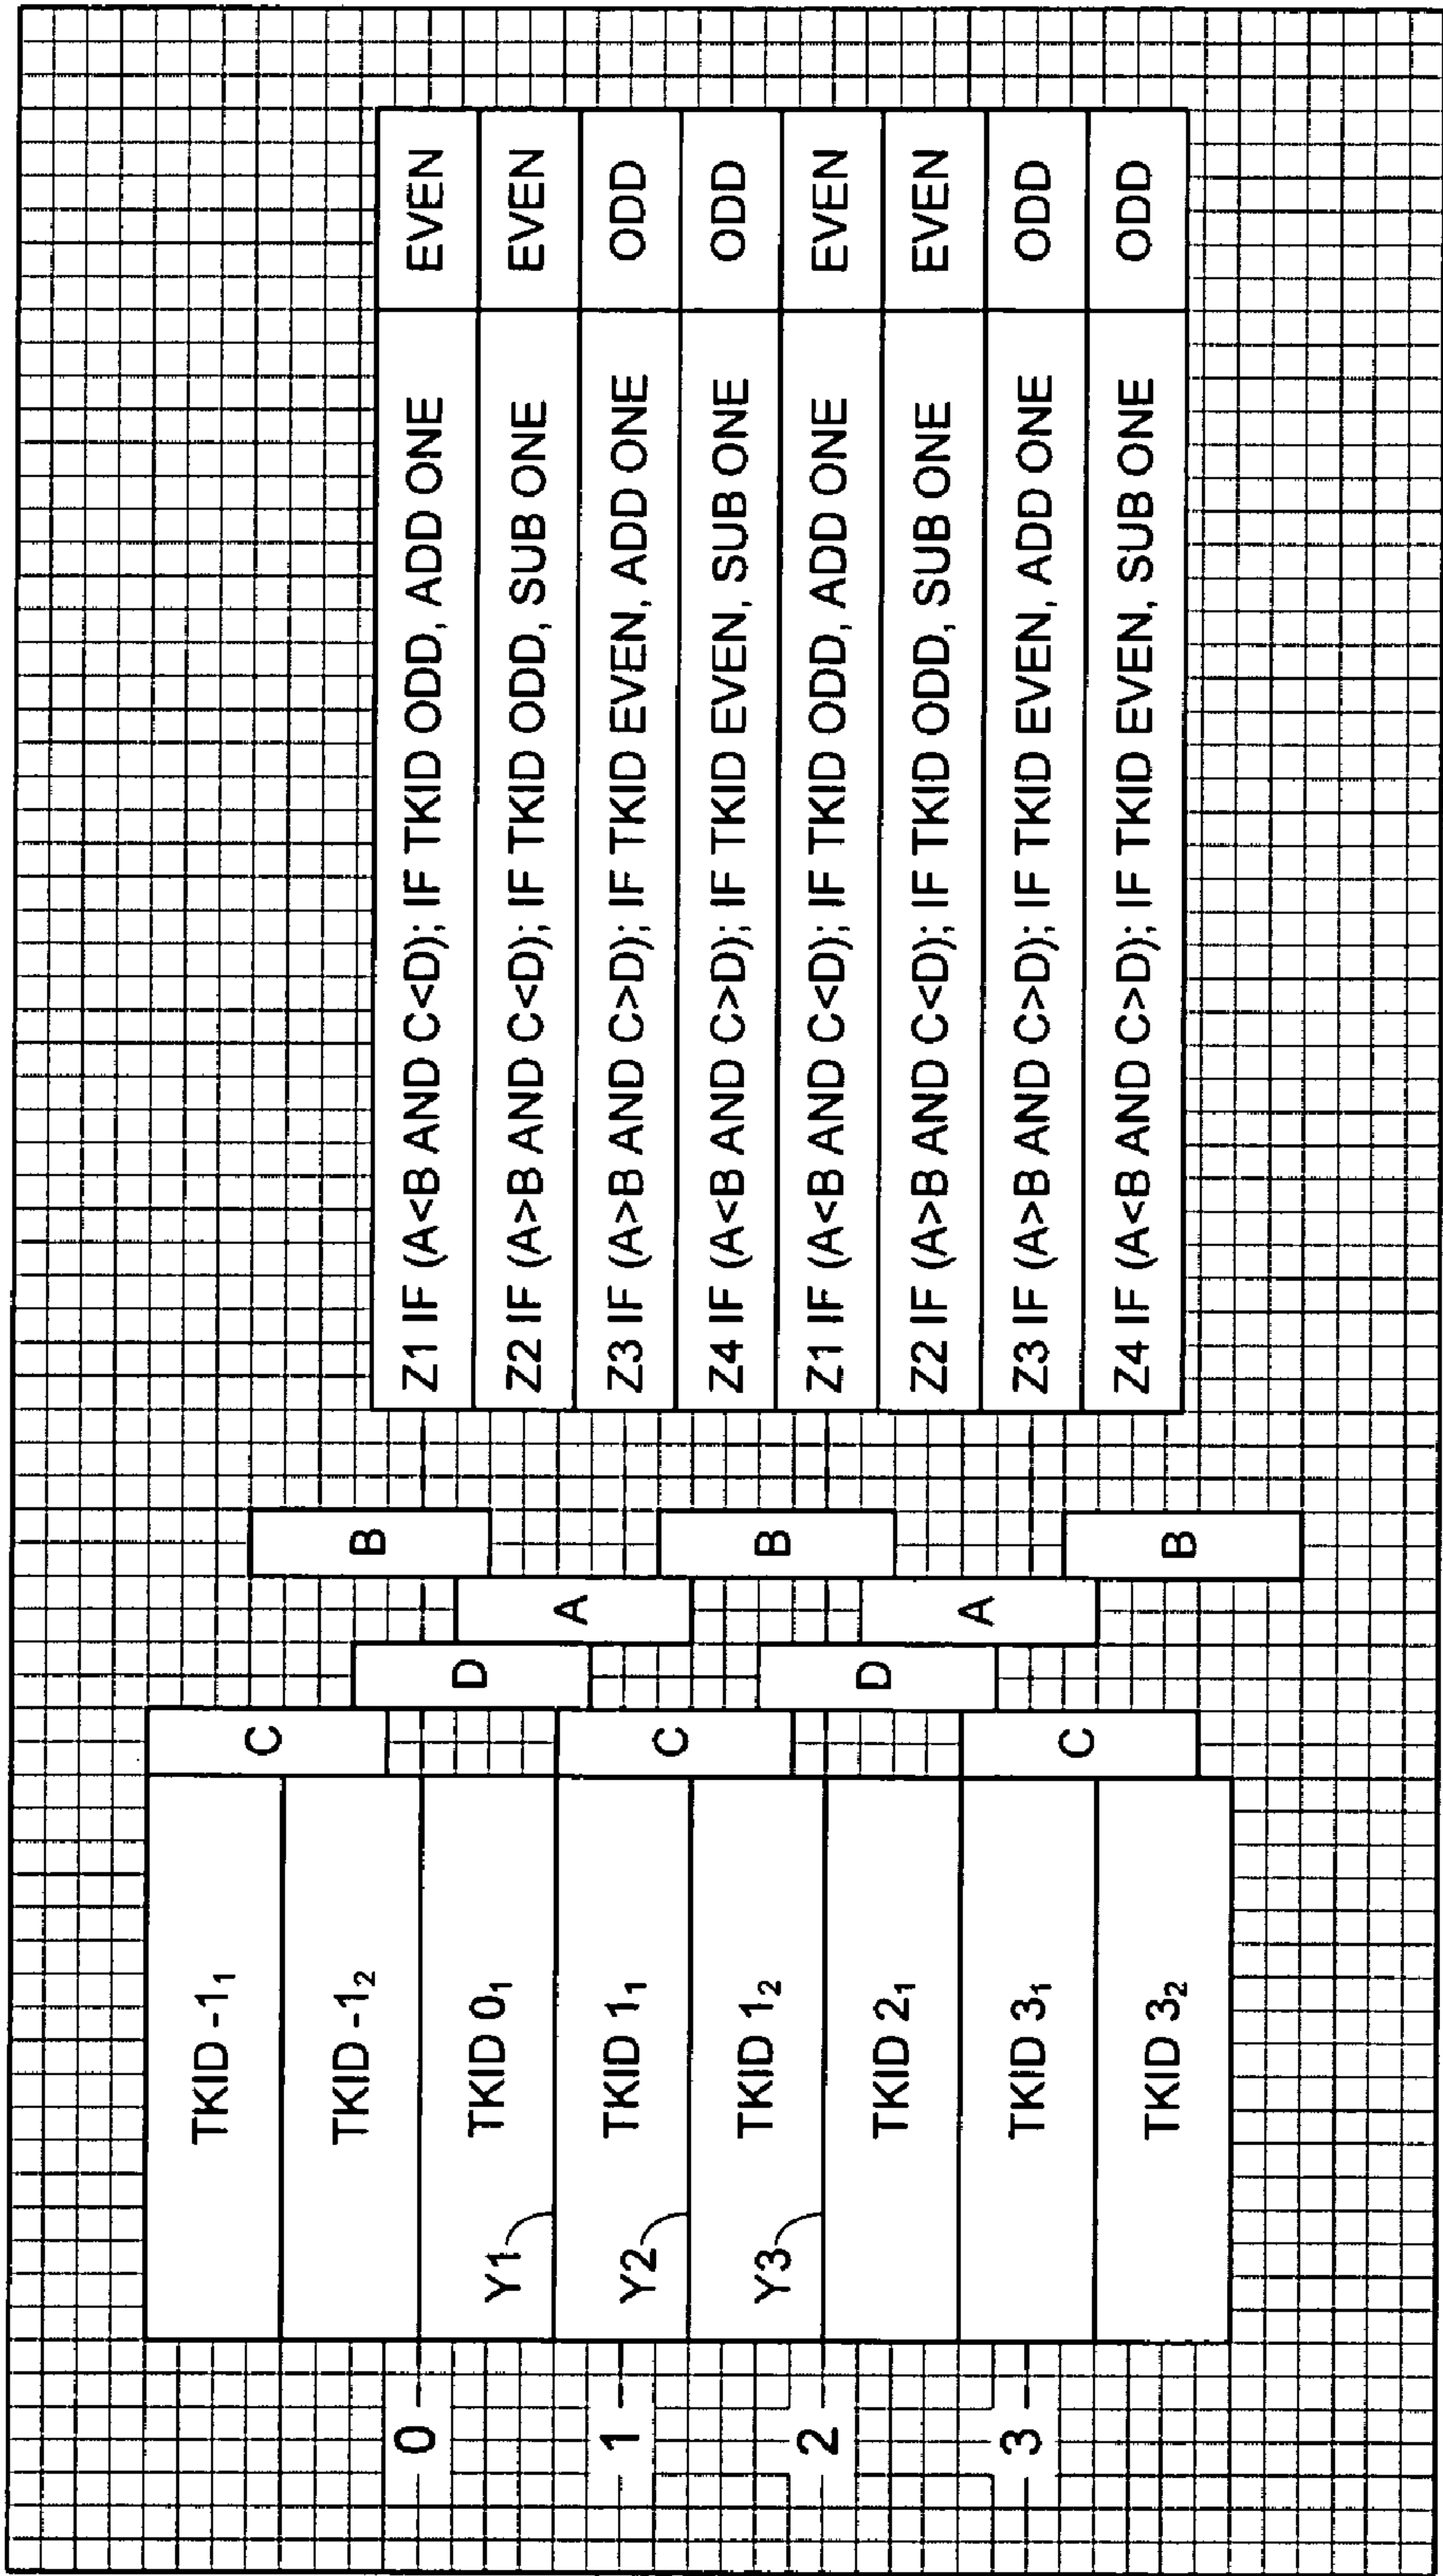 TKID -1₁
TKID -1₂
TKID 0₁
TKID 1₁
TKID 1₂
TKID 2₁
TKID 3₁
TKID 3₂
Y1
Y2
Y3
0
1
2
3
C
C
C
D
D
A
A
B
B
B
Z1 IF (A<B AND C<D); IF TKID ODD, ADD ONE EVEN
Z2 IF (A>B AND C<D); IF TKID ODD, SUB ONE EVEN
Z3 IF (A>B AND C>D); IF TKID EVEN, ADD ONE ODD
Z4 IF (A<B AND C>D); IF TKID EVEN, SUB ONE ODD
Z1 IF (A<B AND C<D); IF TKID ODD, ADD ONE EVEN
Z2 IF (A>B AND C<D); IF TKID ODD, SUB ONE EVEN
Z3 IF (A>B AND C>D); IF TKID EVEN, ADD ONE ODD
Z4 IF (A<B AND C>D); IF TKID EVEN, SUB ONE ODD